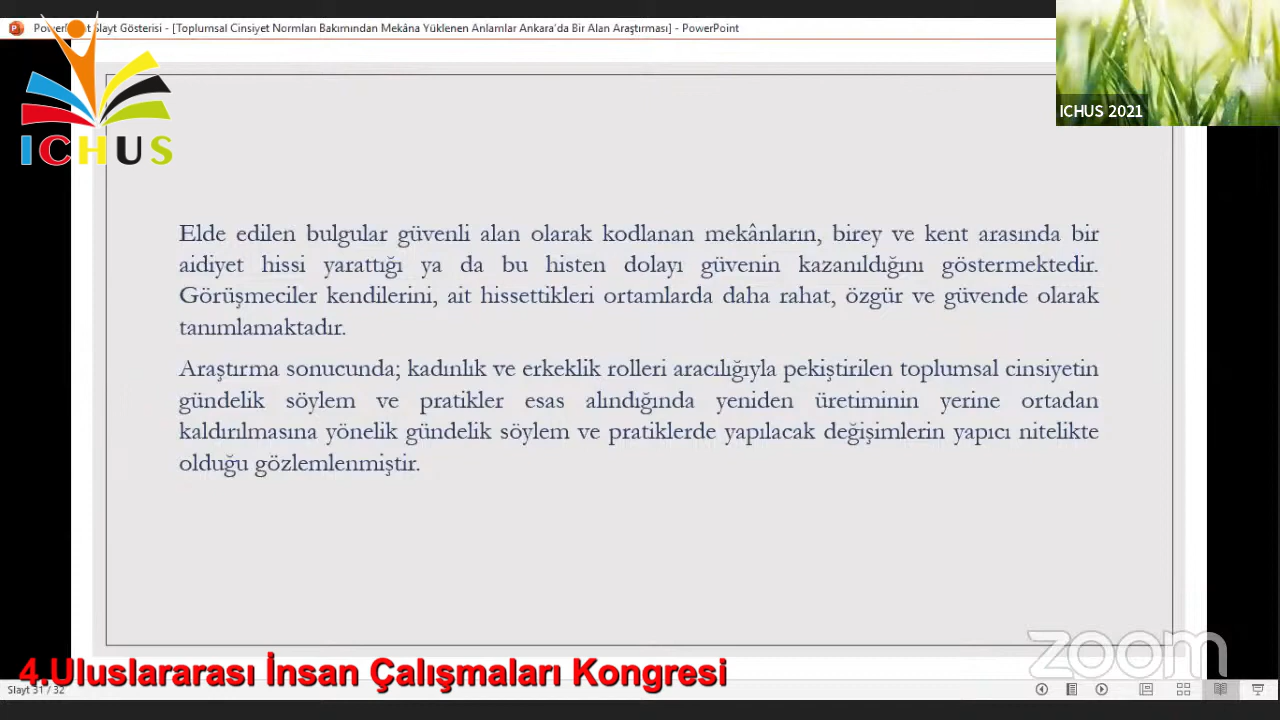 PowerPoint Slayt Gösterisi - [Toplumsal Cinsiyet Normları Bakımından Mekâna Yüklenen Anlamlar Ankara'da Bir Alan Araştırması] - PowerPoint
ICHUS
ICHUS 2021
Elde edilen bulgular güvenli alan olarak kodlanan mekânların, birey ve kent arasında bir
aidiyet hissi yarattığı ya da bu histen dolayı güvenin kazanıldığını göstermektedir.
Görüşmeciler kendilerini, ait hissettikleri ortamlarda daha rahat, özgür ve güvende olarak
tanımlamaktadır.
Araştırma sonucunda; kadınlık ve erkeklik rolleri aracılığıyla pekiştirilen toplumsal cinsiyetin
gündelik söylem ve pratikler esas alındığında yeniden üretiminin yerine ortadan
kaldırılmasına yönelik gündelik söylem ve pratiklerde yapılacak değişimlerin yapıcı nitelikte
olduğu gözlemlenmiştir.
zoom
4.Uluslararası İnsan Çalışmaları Kongresi
Slayt 31 / 32